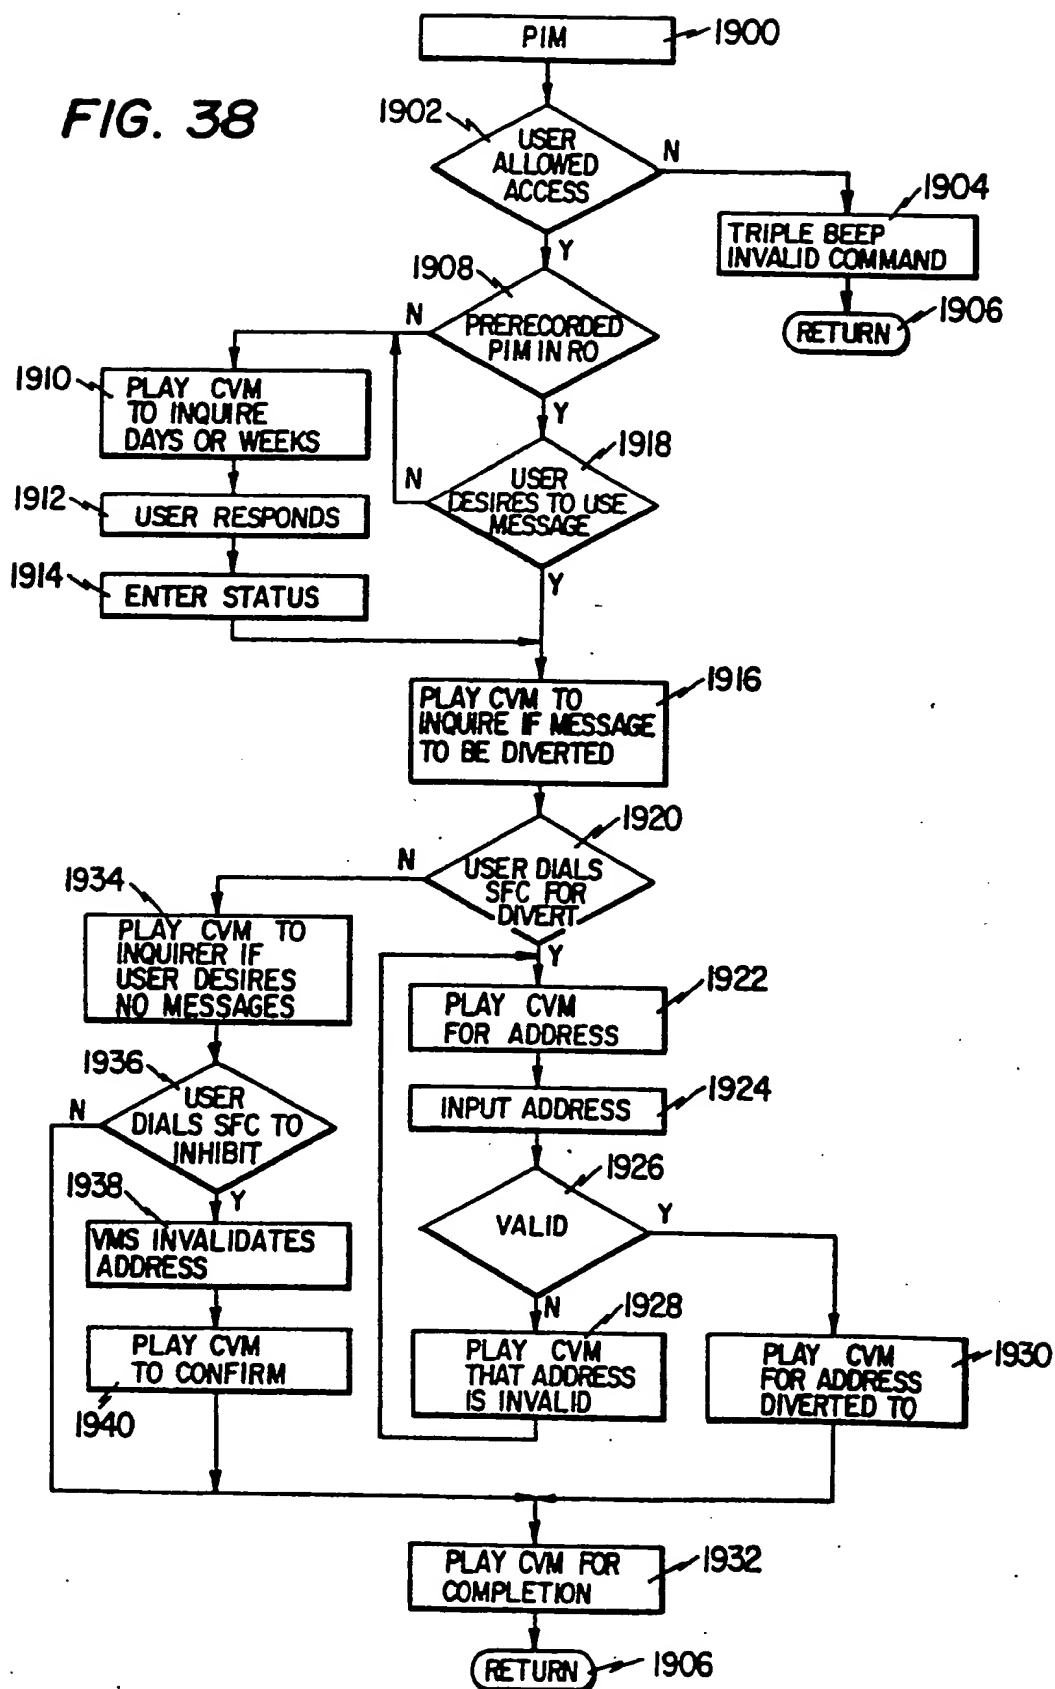 FIG. 38
PIM
1900
1902
USER
ALLOWED
ACCESS
N
1904
TRIPLE BEEP
INVALID COMMAND
RETURN
1906
Y
1908
PRERECORDED
PIM IN RO
N
1910
PLAY CVM
TO INQUIRE
DAYS OR WEEKS
Y
1918
USER
DESIRES TO USE
MESSAGE
N
1912
USER RESPONDS
1914
ENTER STATUS
Y
1916
PLAY CVM TO
INQUIRE IF MESSAGE
TO BE DIVERTED
1920
USER DIALS
SFC FOR
DIVERT
N
1934
PLAY CVM TO
INQUIRER IF
USER DESIRES
NO MESSAGES
Y
1922
PLAY CVM
FOR ADDRESS
1936
USER
DIALS SFC TO
INHIBIT
N
1924
INPUT ADDRESS
1926
VALID
Y
1938
Y
VMS INVALIDATES
ADDRESS
N
1928
PLAY CVM
THAT ADDRESS
IS INVALID
PLAY CVM
FOR ADDRESS
DIVERTED TO
1930
PLAY CVM
TO CONFIRM
1940
PLAY CVM FOR
COMPLETION
1932
RETURN
1906